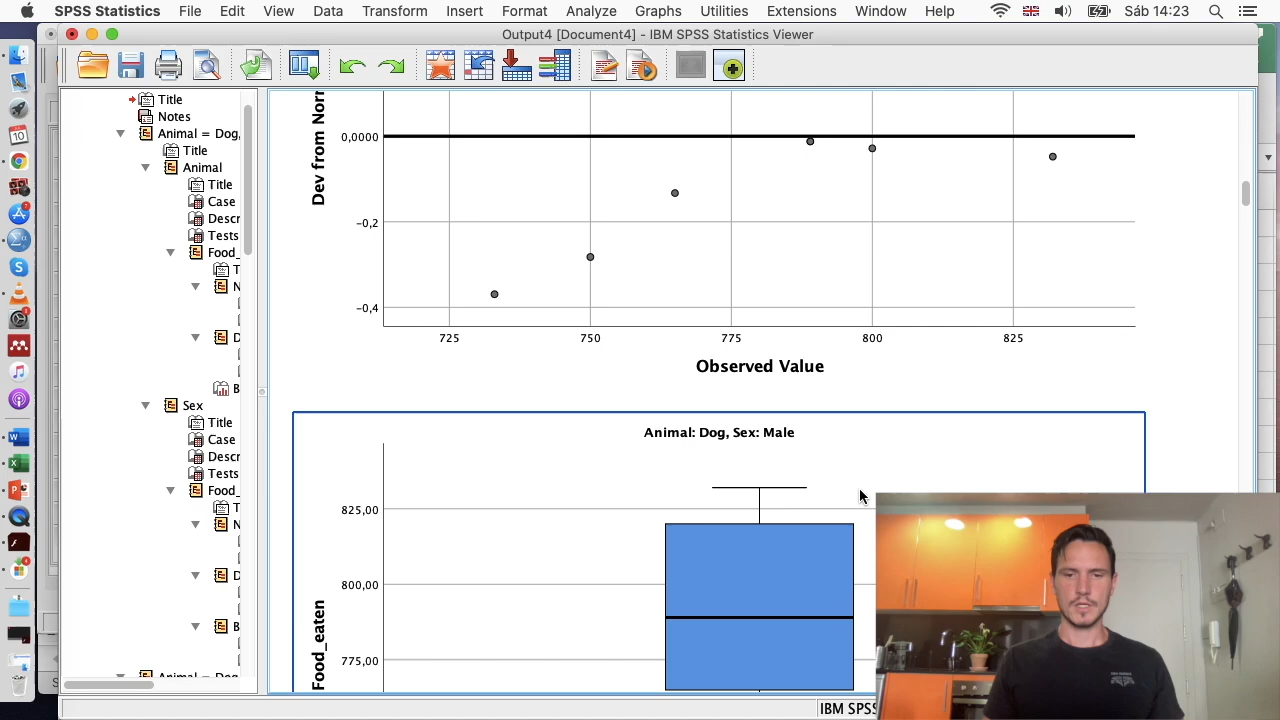 SPSS Statistics File Edit View Data Transform Insert Format Analyze Graphs Utilities Extensions Window Help Sáb 14:23
Output4 [Document4] - IBM SPSS Statistics Viewer
Title
Notes
Animal = Dog,
Title
Animal
Title
Case
Descr
Tests
Food_
T
N
D
B
Sex
Title
Case
Descr
Tests
Food_
T
N
D
B
Animal = Dog
Dev from Norr
0,0000
-0,2
-0,4
725 750 775 800 825
Observed Value
Animal: Dog, Sex: Male
Food_eaten
825,00
800,00
775,00
IBM SPSS